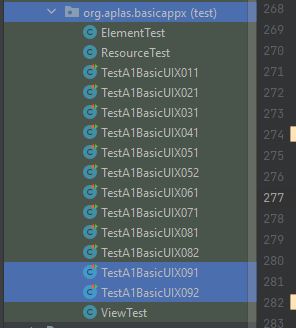 org.aplas.basicappx (test)
ElementTest
ResourceTest
TestA1BasicUIX011
TestA1BasicUIX021
TestA1BasicUIX031
TestA1BasicUIX041
TestA1BasicUIX051
TestA1BasicUIX052
TestA1BasicUIX061
TestA1BasicUIX071
TestA1BasicUIX081
TestA1BasicUIX082
TestA1BasicUIX091
TestA1BasicUIX092
ViewTest
268
269
270
271
272
273
274
275
276
277
278
279
280
281
282
283